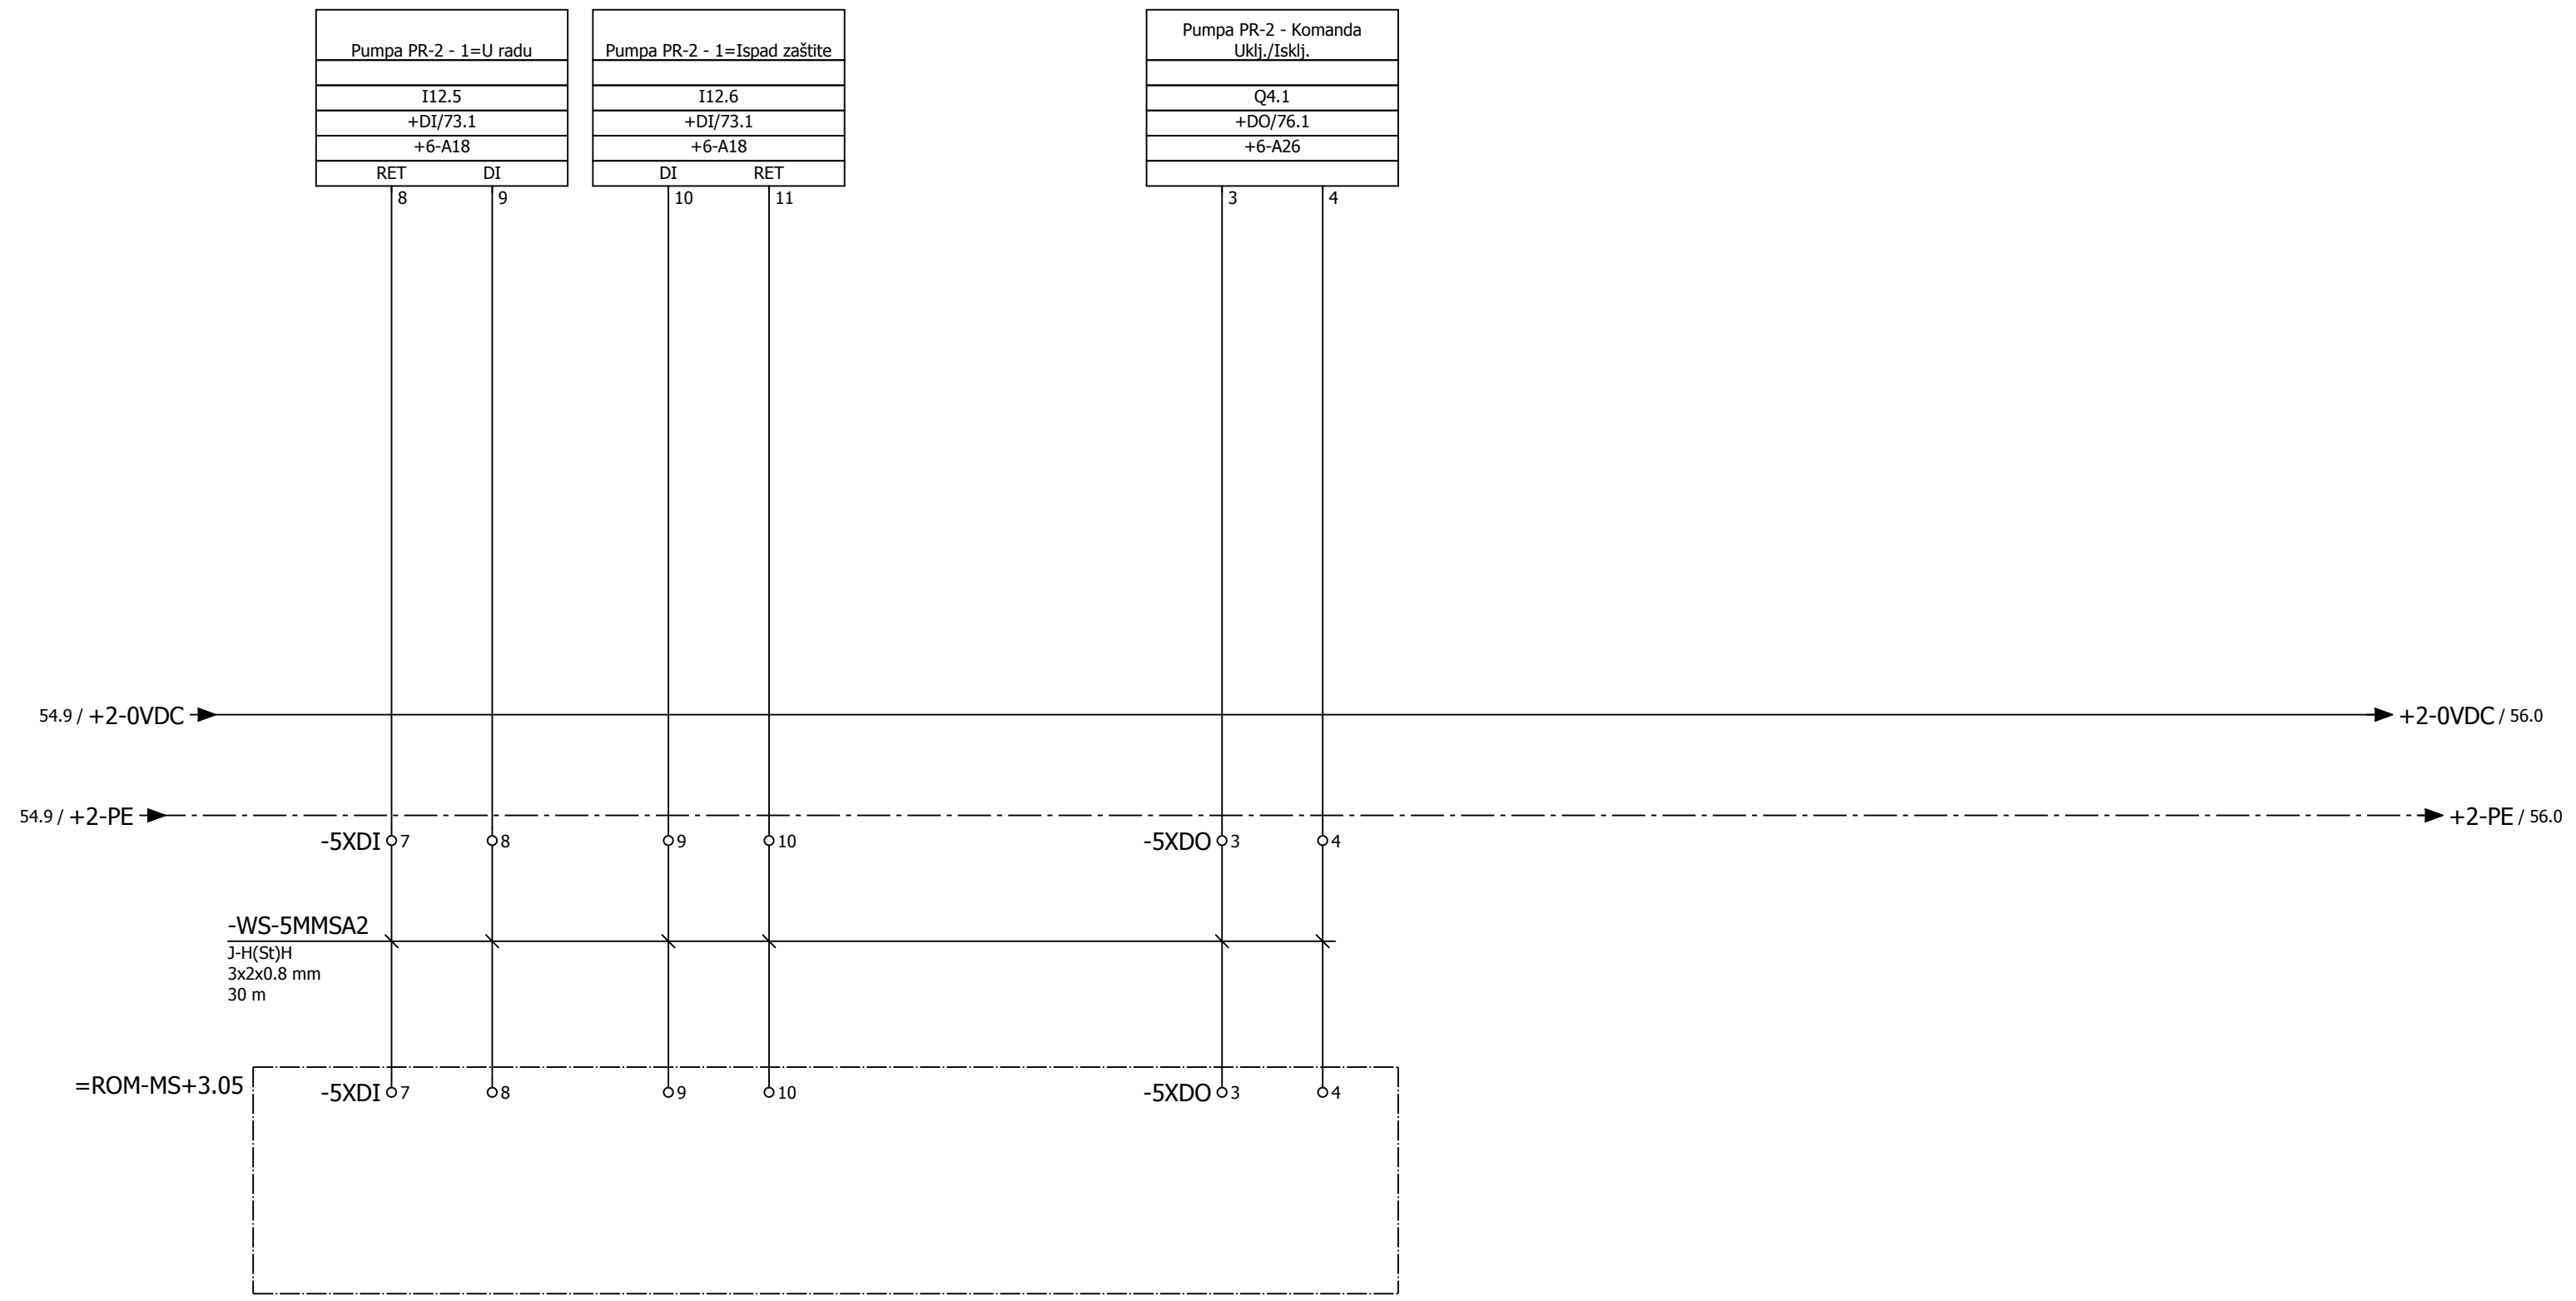 Pumpa PR-2 - 1=U radu
I12.5
+DI/73.1
+6-A18
RET DI
8 9
Pumpa PR-2 - 1=Ispad zaštite
I12.6
+DI/73.1
+6-A18
DI RET
10 11
Pumpa PR-2 - Komanda
Uklj./Isklj.
Q4.1
+DO/76.1
+6-A26
3 4
54.9 / +2-0VDC
+2-0VDC / 56.0
54.9 / +2-PE
+2-PE / 56.0
-5XDI 7 8 9 10 -5XDO 3 4
-WS-5MMSA2
J-H(St)H
3x2x0.8 mm
30 m
=ROM-MS+3.05
-5XDI 7 8 9 10 -5XDO 3 4